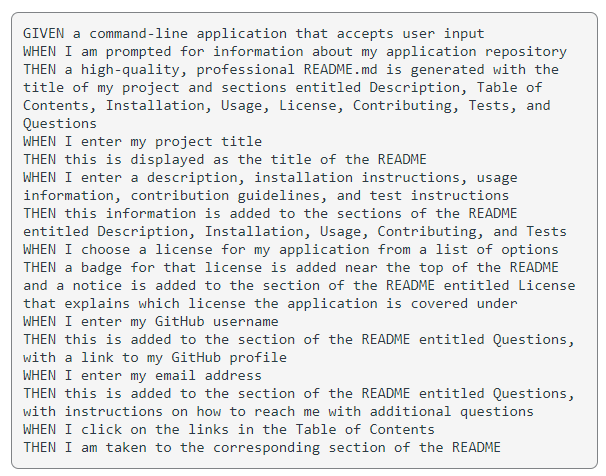 GIVEN a command-line application that accepts user input
WHEN I am prompted for information about my application repository
THEN a high-quality, professional README.md is generated with the
title of my project and sections entitled Description, Table of
Contents, Installation, Usage, License, Contributing, Tests, and
Questions
WHEN I enter my project title
THEN this is displayed as the title of the README
WHEN I enter a description, installation instructions, usage
information, contribution guidelines, and test instructions
THEN this information is added to the sections of the README
entitled Description, Installation, Usage, Contributing, and Tests
WHEN I choose a license for my application from a list of options
THEN a badge for that license is added near the top of the README
and a notice is added to the section of the README entitled License
that explains which license the application is covered under
WHEN I enter my GitHub username
THEN this is added to the section of the README entitled Questions,
with a link to my GitHub profile
WHEN I enter my email address
THEN this is added to the section of the README entitled Questions,
with instructions on how to reach me with additional questions
WHEN I click on the links in the Table of Contents
THEN I am taken to the corresponding section of the README